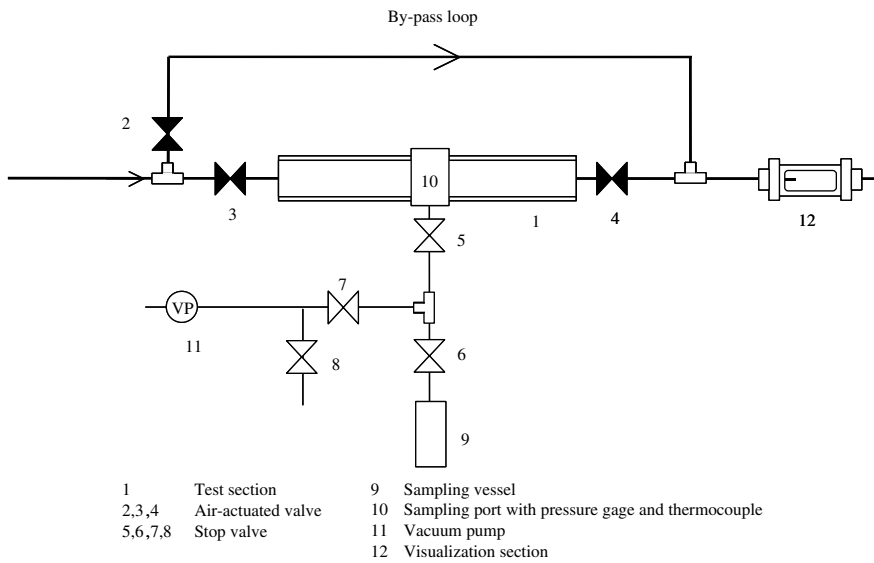 By-pass loop
2
3
10
1
4
12
5
7
VP
11
8
6
9
1 Test section
2,3,4 Air-actuated valve
5,6,7,8 Stop valve
9 Sampling vessel
10 Sampling port with pressure gage and thermocouple
11 Vacuum pump
12 Visualization section